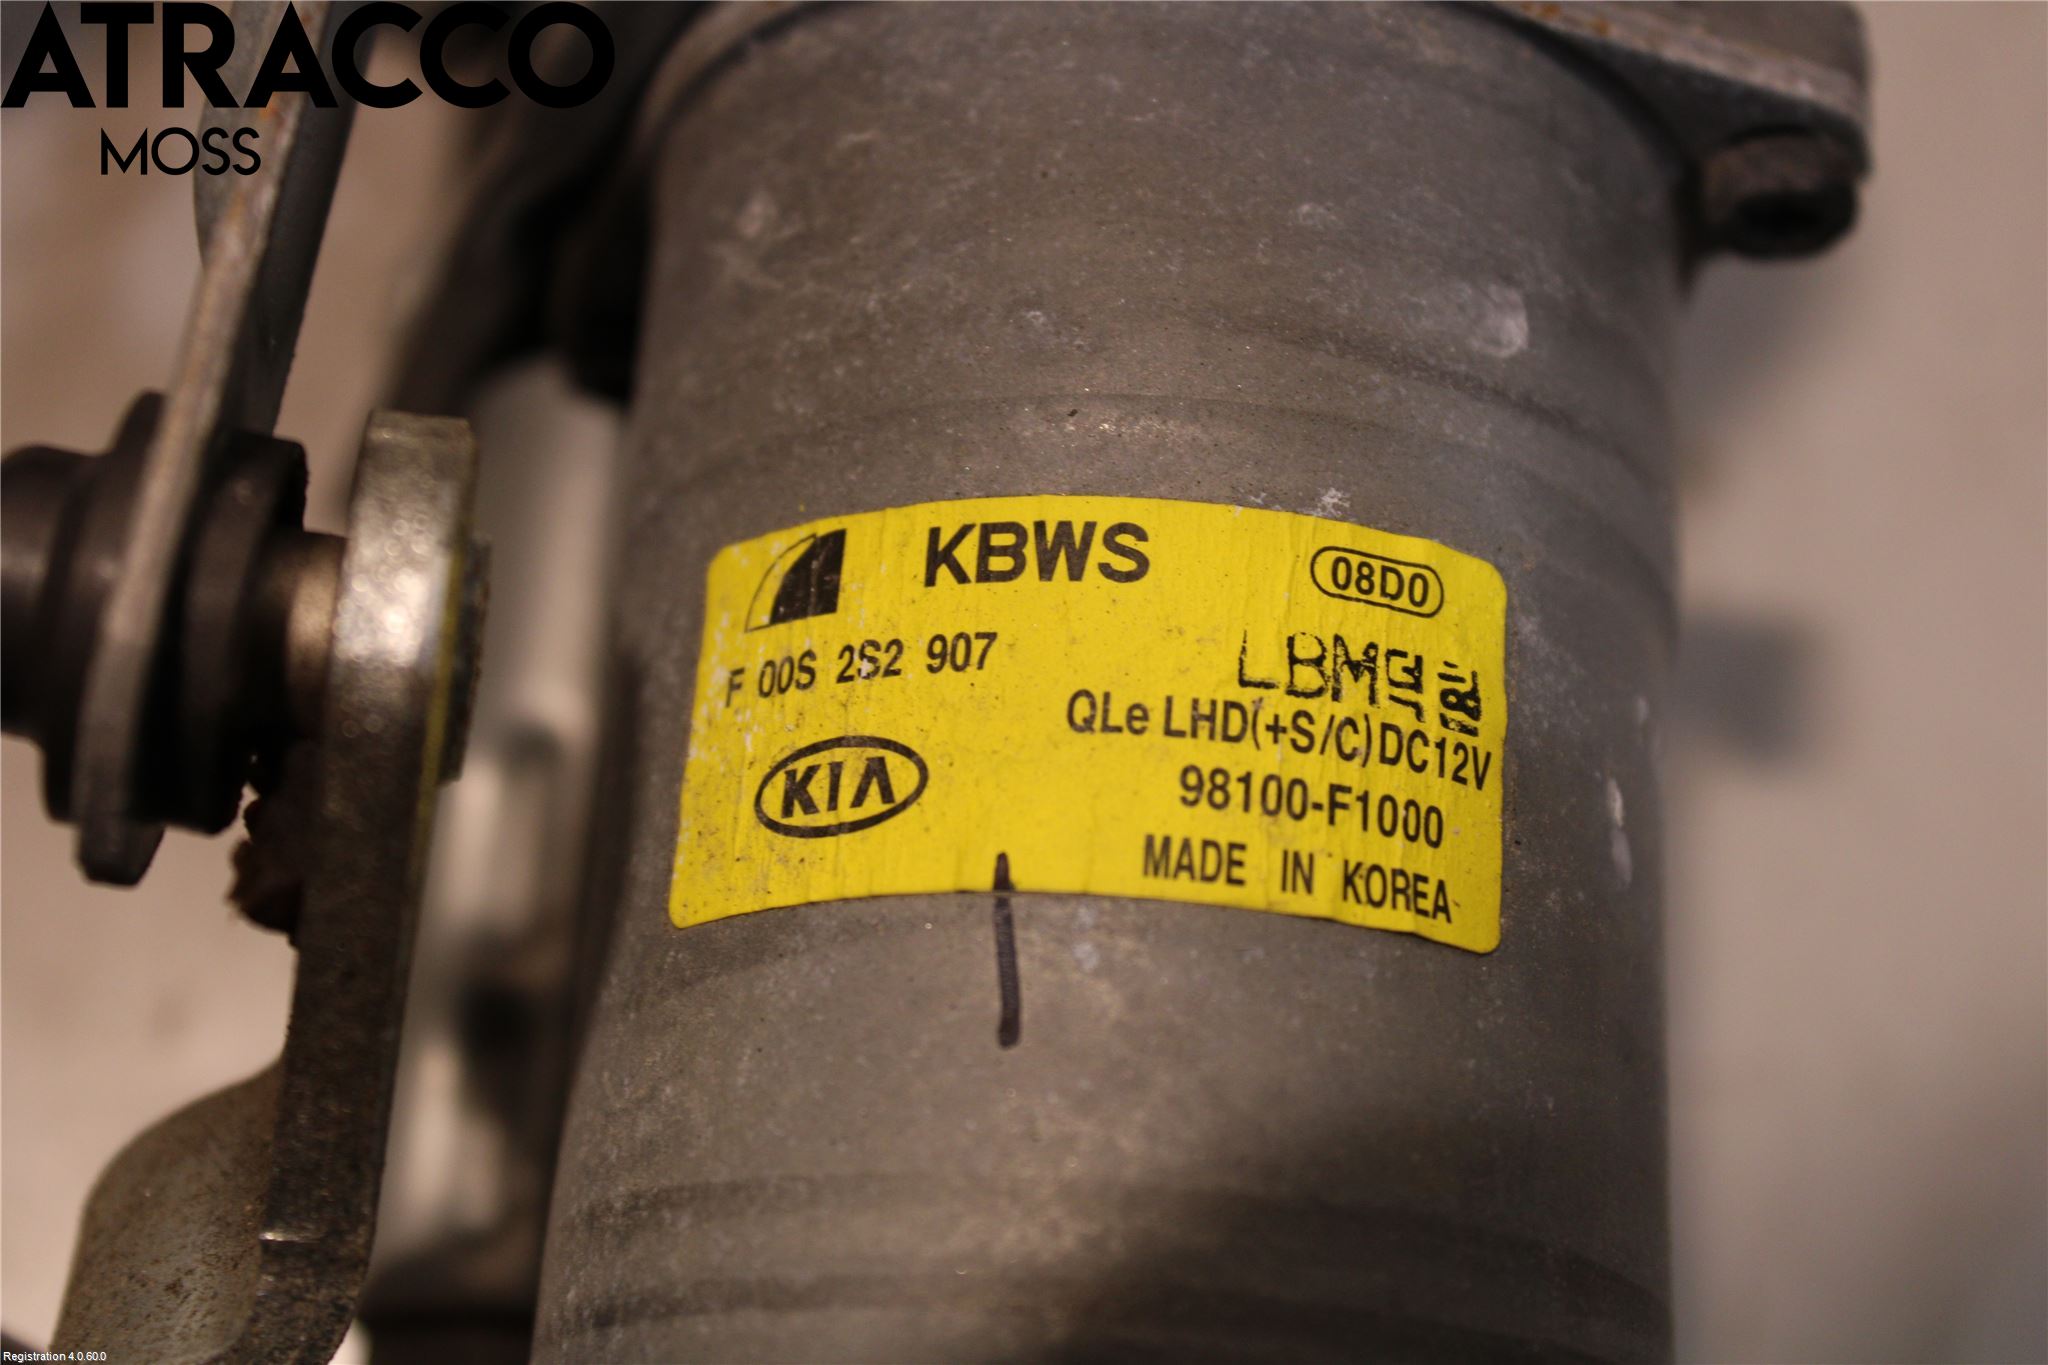 ATRACCO
MOSS
KBWS
08D0
F 00S 2S2 907
LBM
QLe LHD(+S/C)DC12V
KIA
98100-F1000
MADE IN KOREA
Registration 4.0.60.0